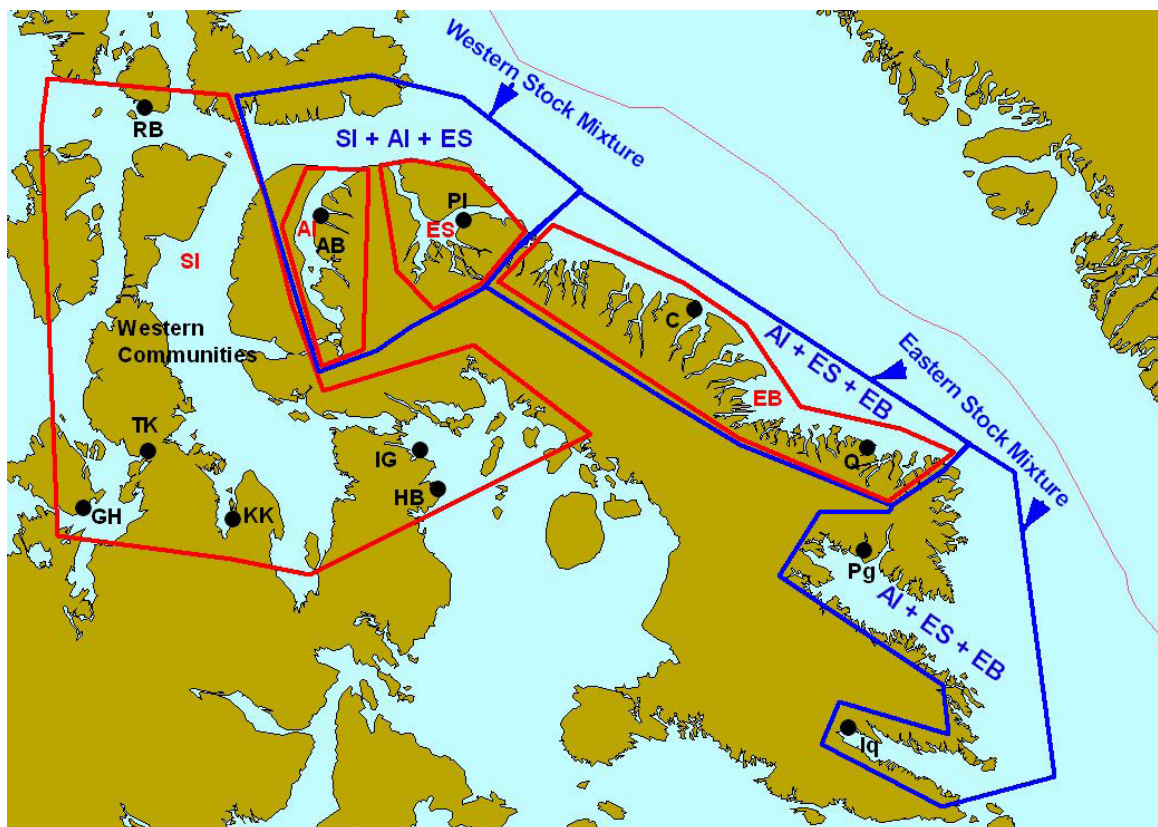 Western Stock Mixture
RB
SI + AI + ES
PI
AI
ES
AB
SI
C
Western
Communities
AI + ES + EB
Eastern Stock Mixture
EB
TK
IG
Q
HB
GH
KK
Pg
AI + ES + EB
Iq